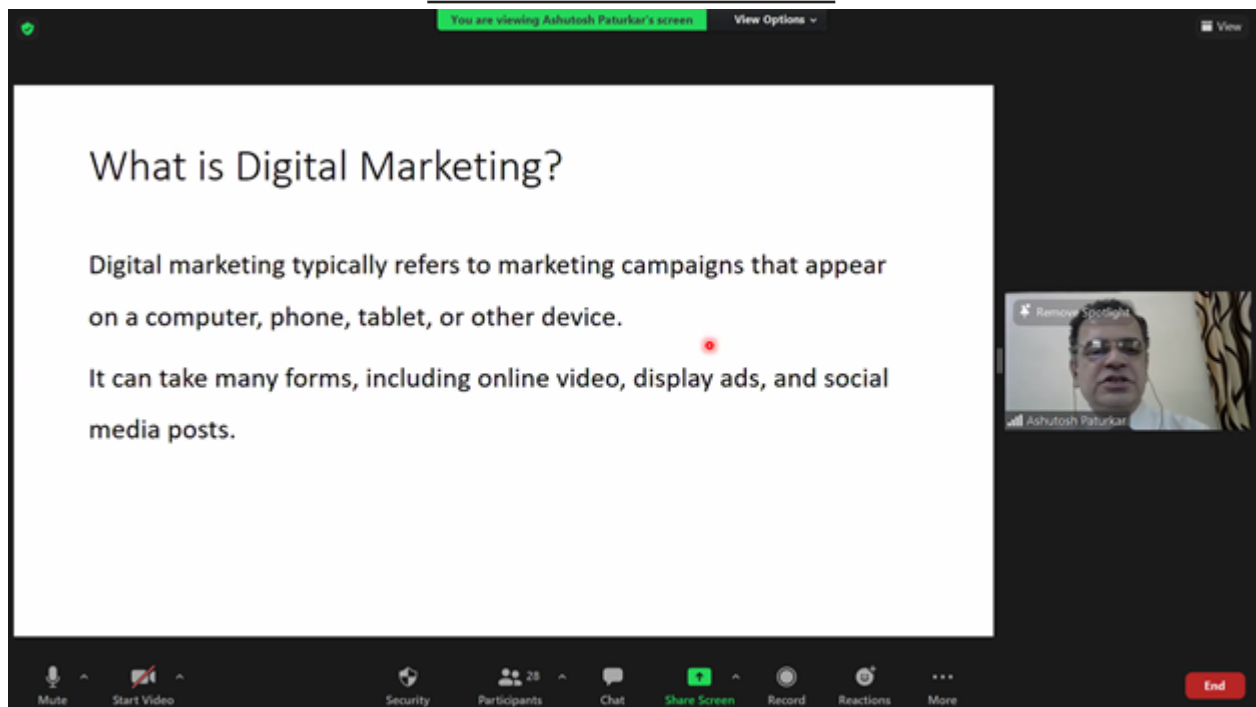 You are viewing Ashutosh Paturkar's screen
View Options
View
What is Digital Marketing?
Digital marketing typically refers to marketing campaigns that appear
on a computer, phone, tablet, or other device.
It can take many forms, including online video, display ads, and social
media posts.
Remove Spotlight
Ashutosh Paturkar
Mute
Start Video
Security
Participants
28
Chat
Share Screen
Record
Reactions
More
End